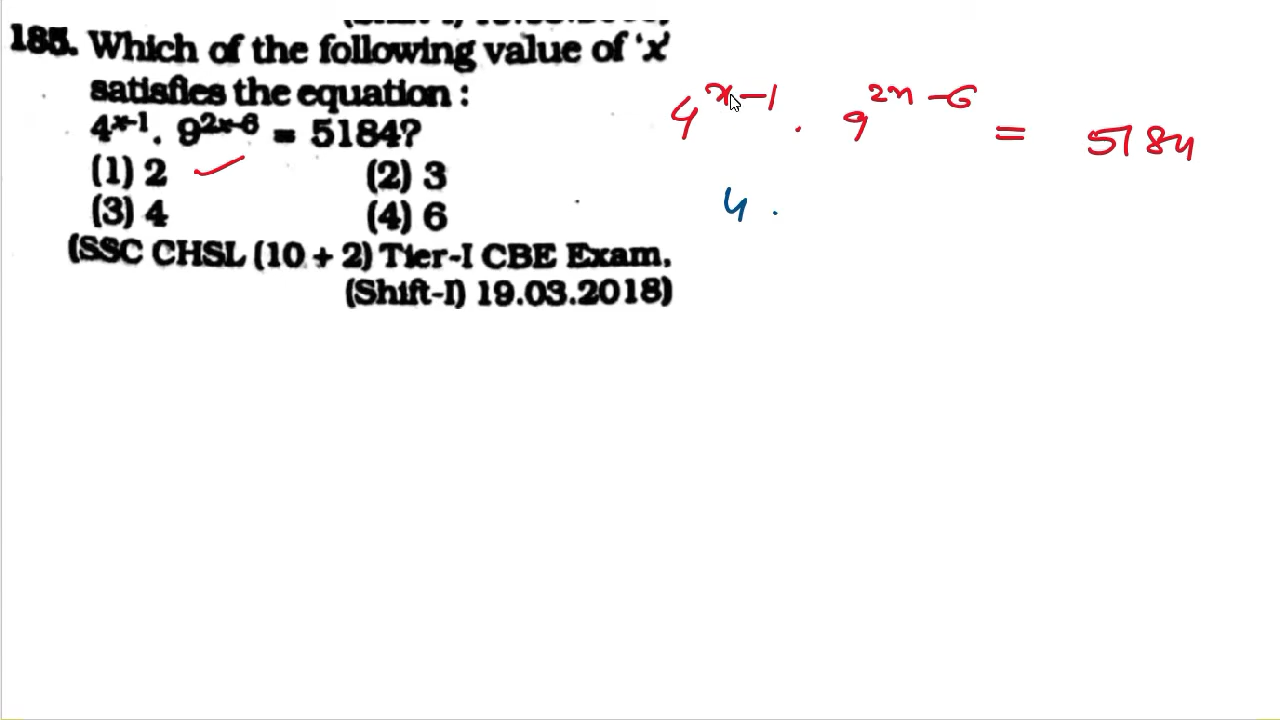 185. Which of the following value of 'x'
satisfies the equation :
4^{x-1}. 9^{2x-6} = 5184?
(1) 2 ✓ (2) 3
(3) 4 (4) 6
(SSC CHSL (10 + 2) Tier-I CBE Exam.
(Shift-I) 19.03.2018)
4^{x-1} . 9^{2x-6} = 5184
4 .